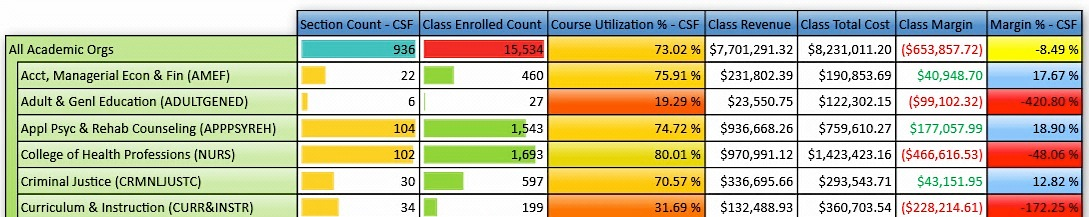 Section Count - CSF Class Enrolled Count Course Utilization % - CSF Class Revenue Class Total Cost Class Margin Margin % - CSF
All Academic Orgs 936 15,534 73.02 % $7,701,291.32 $8,231,011.20 ($653,857.72) -8.49 %
Acct, Managerial Econ & Fin (AMEF) 22 460 75.91 % $231,802.39 $190,853.69 $40,948.70 17.67 %
Adult & Genl Education (ADULTGENED) 6 27 19.29 % $23,550.75 $122,302.15 ($99,102.32) -420.80 %
Appl Psyc & Rehab Counseling (APPPSYREH) 104 1,543 74.72 % $936,668.26 $759,610.27 $177,057.99 18.90 %
College of Health Professions (NURS) 102 1,693 80.01 % $970,991.12 $1,423,423.16 ($466,616.53) -48.06 %
Criminal Justice (CRMNLJUSTC) 30 597 70.57 % $336,695.66 $293,543.71 $43,151.95 12.82 %
Curriculum & Instruction (CURR&INSTR) 34 199 31.69 % $132,488.93 $360,703.54 ($228,214.61) -172.25 %